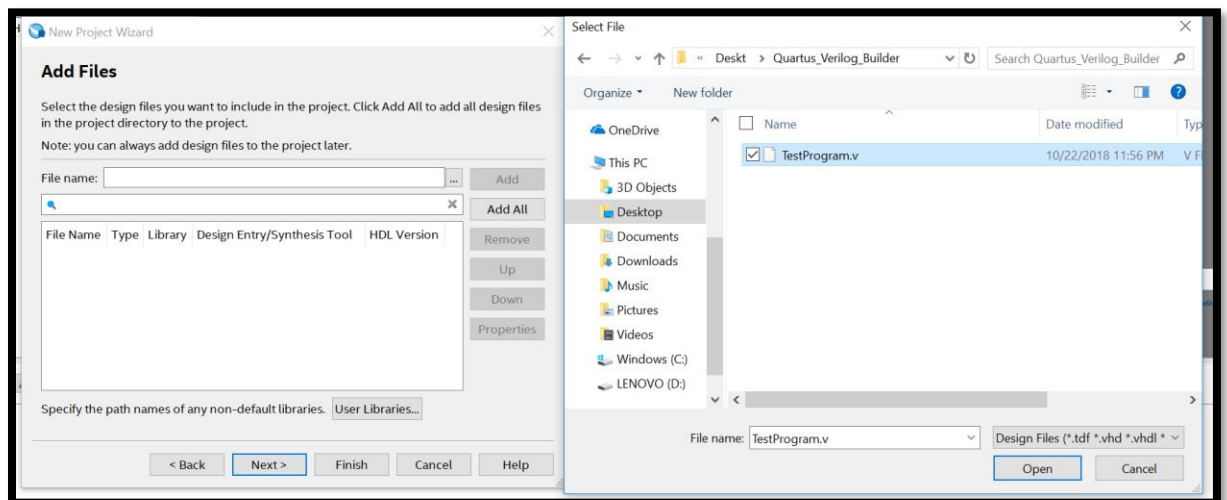 New Project Wizard
Add Files
Select the design files you want to include in the project. Click Add All to add all design files
in the project directory to the project.
Note: you can always add design files to the project later.
File name:
...
Add
Add All
File Name Type Library Design Entry/Synthesis Tool HDL Version
Remove
Up
Down
Properties
Specify the path names of any non-default libraries. User Libraries...
< Back Next > Finish Cancel Help
Select File
« Deskt > Quartus_Verilog_Builder
Search Quartus_Verilog_Builder
Organize New folder
Name Date modified Typ
OneDrive
This PC
3D Objects
Desktop
Documents
Downloads
Music
Pictures
Videos
Windows (C:)
LENOVO (D:)
TestProgram.v 10/22/2018 11:56 PM V Fi
File name: TestProgram.v
Design Files (*.tdf *.vhd *.vhdl *
Open Cancel